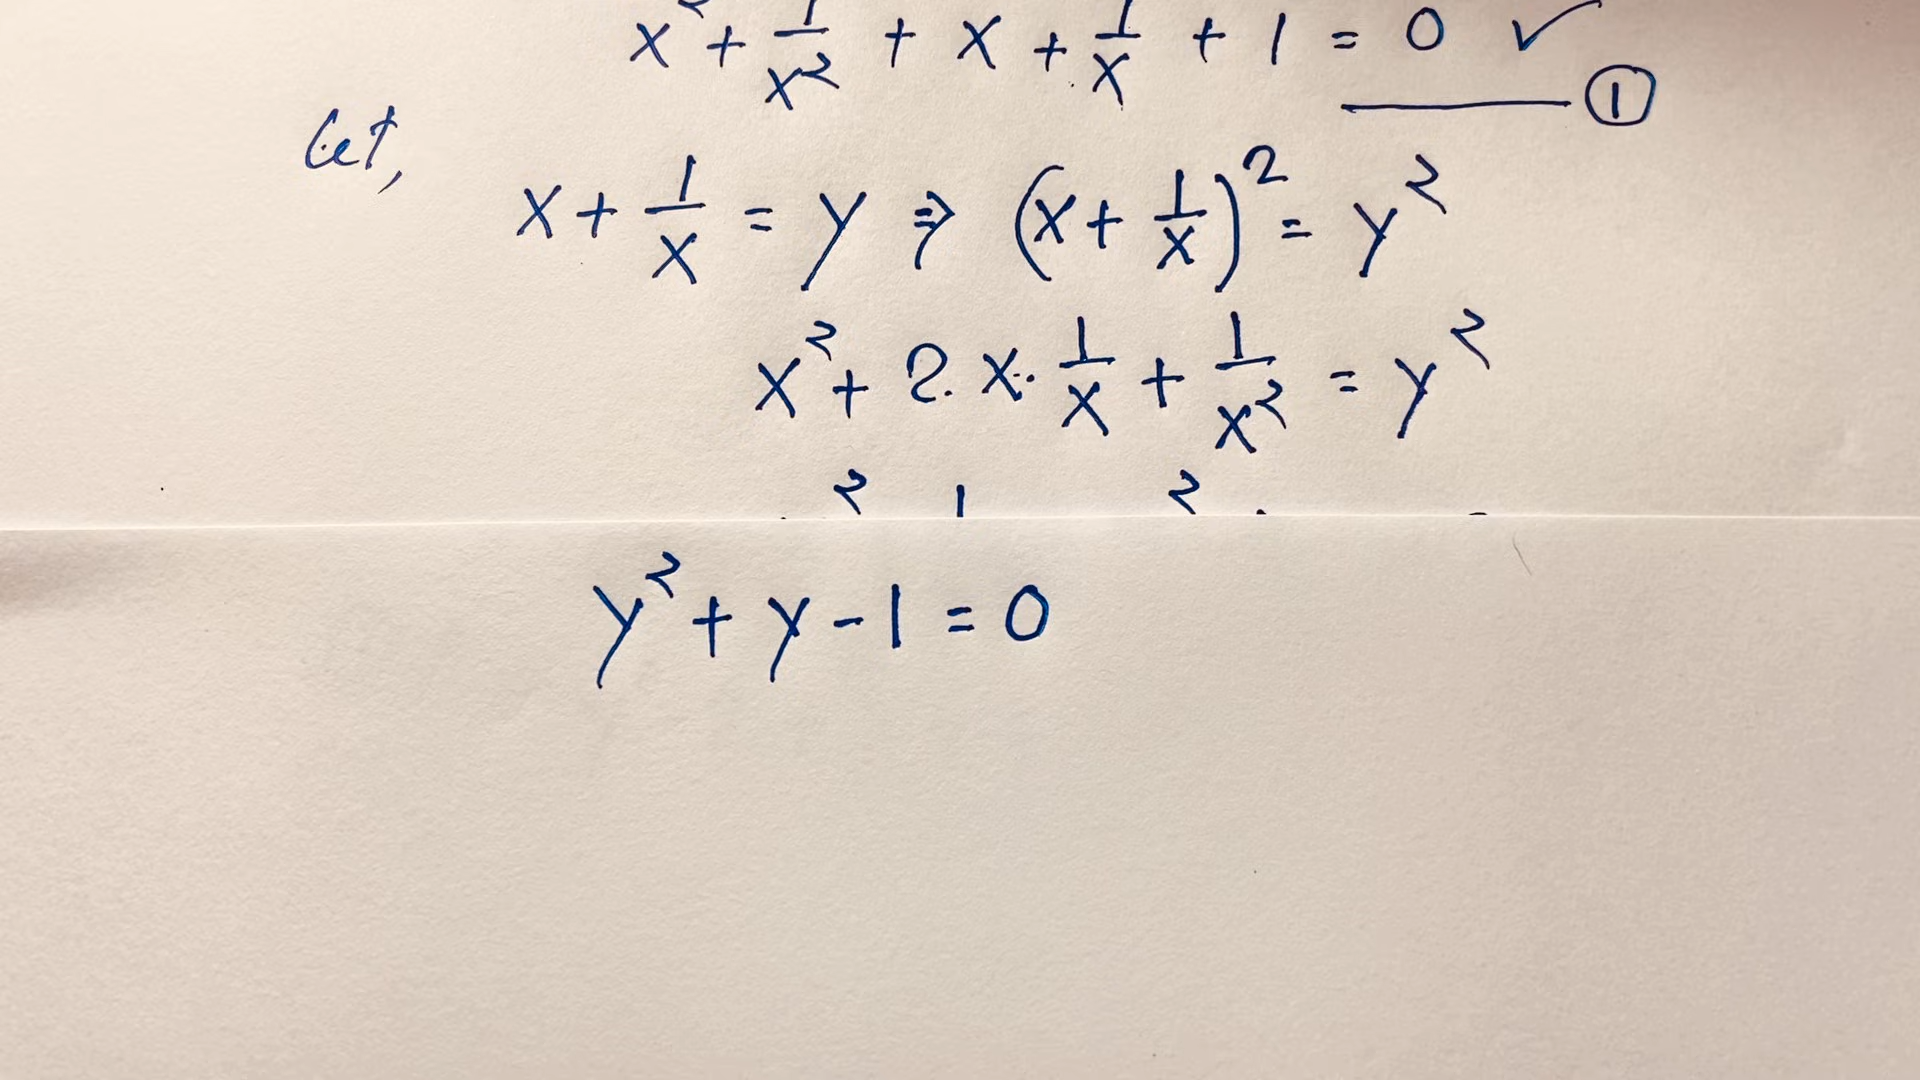 x² + 1/x² + x + 1/x + 1 = 0 ✓
①
Let,
x + 1/x = y ⇒ (x + 1/x)² = y²
x² + 2 . x . 1/x + 1/x² = y²
y² + y - 1 = 0